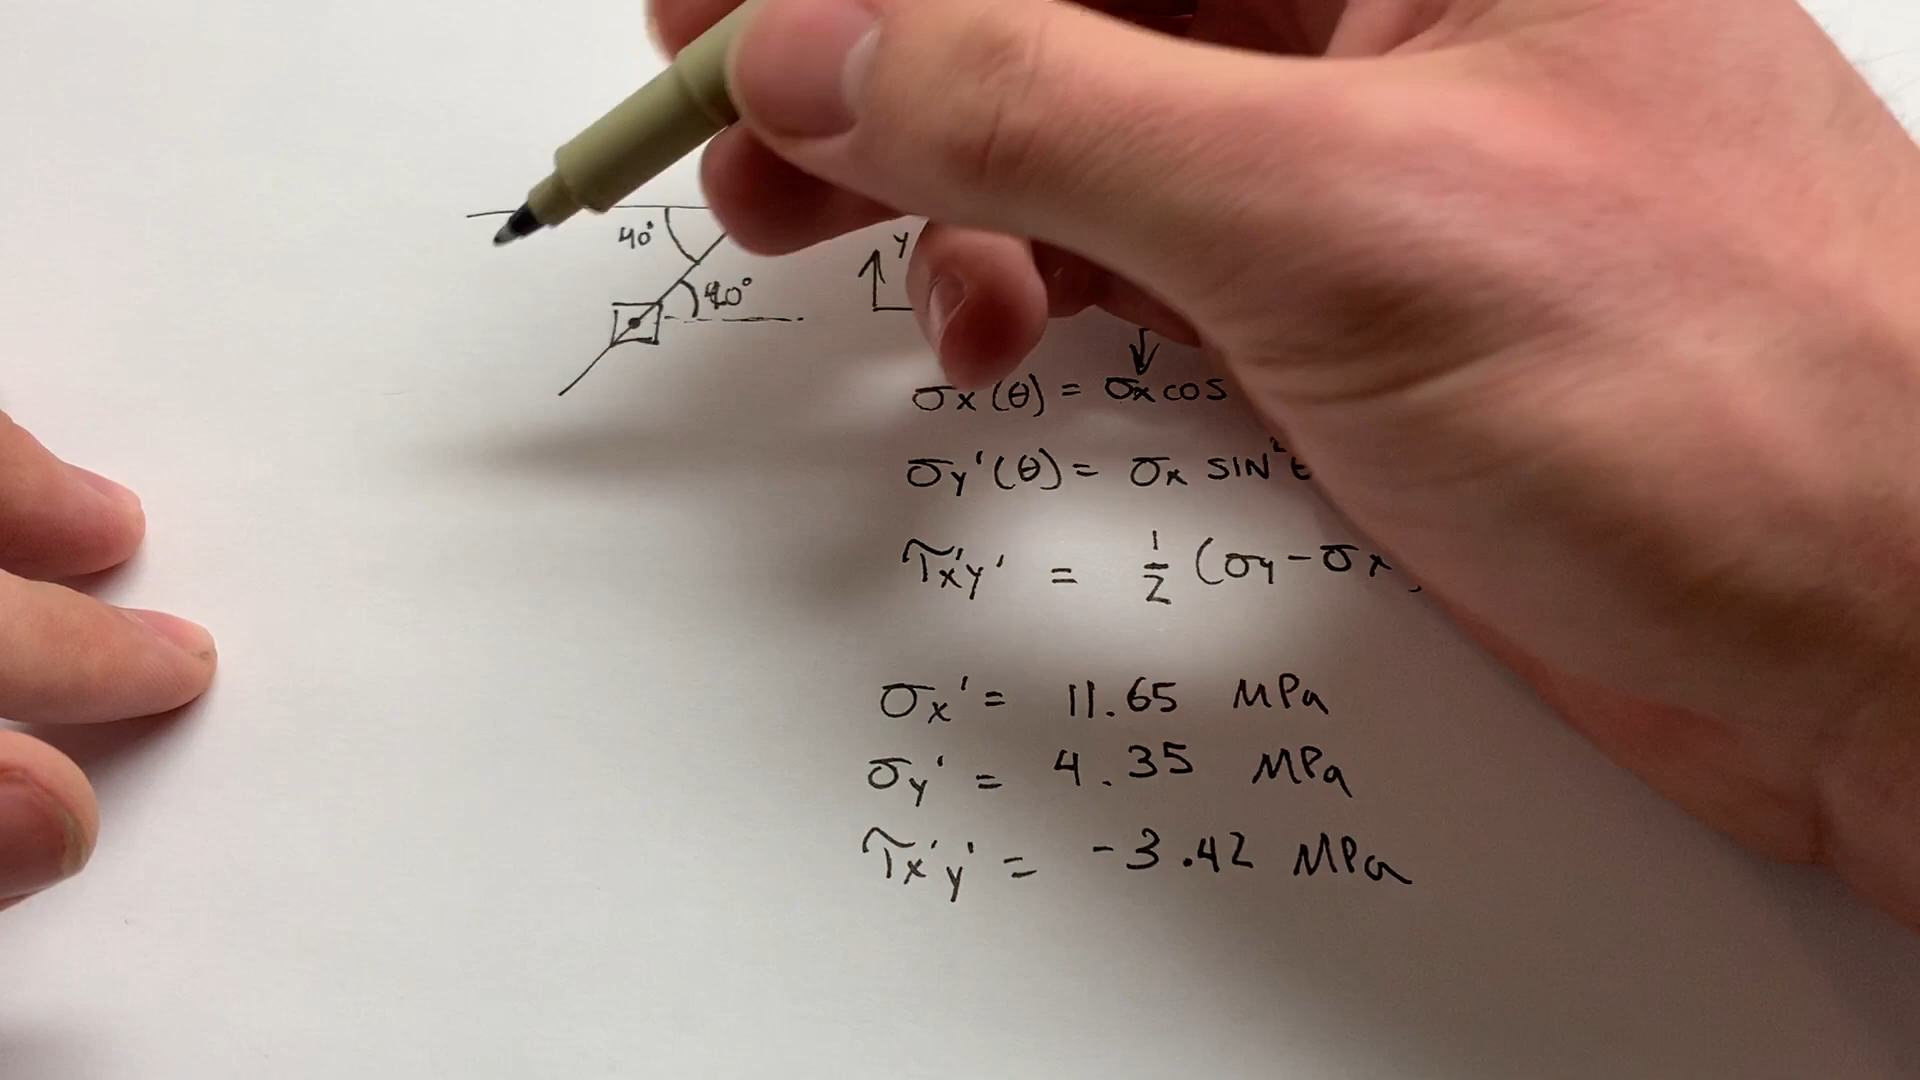 40°
40°
y
σx(θ) = σx cos
σy'(θ) = σx SIN²θ
τx'y' = 1/2 (σy-σx)
σx' = 11.65 MPa
σy' = 4.35 MPa
τx'y' = -3.42 MPa